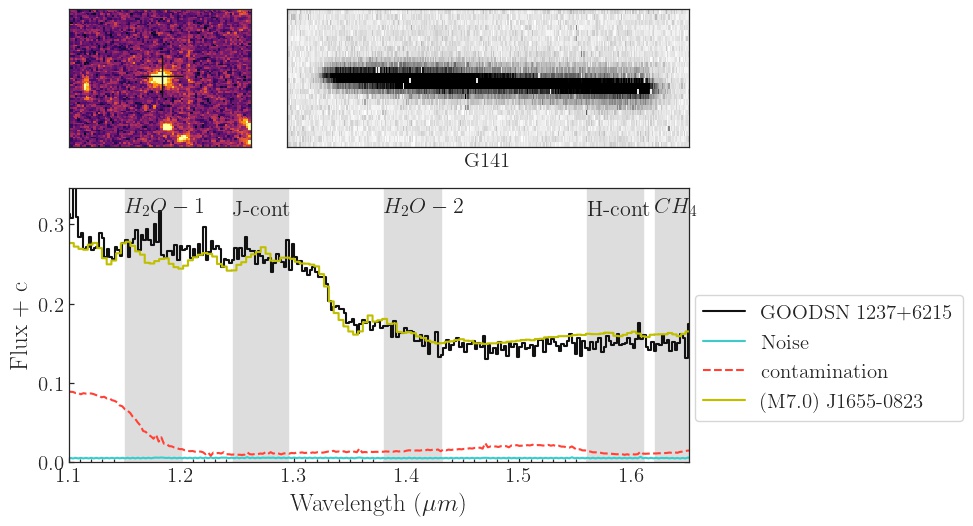 G141
H₂O − 1
J-cont
H₂O − 2
H-cont
CH₄
0.3
0.2
0.1
0.0
Flux + c
1.1
1.2
1.3
1.4
1.5
1.6
Wavelength (μm)
GOODSN 1237+6215
Noise
contamination
(M7.0) J1655-0823